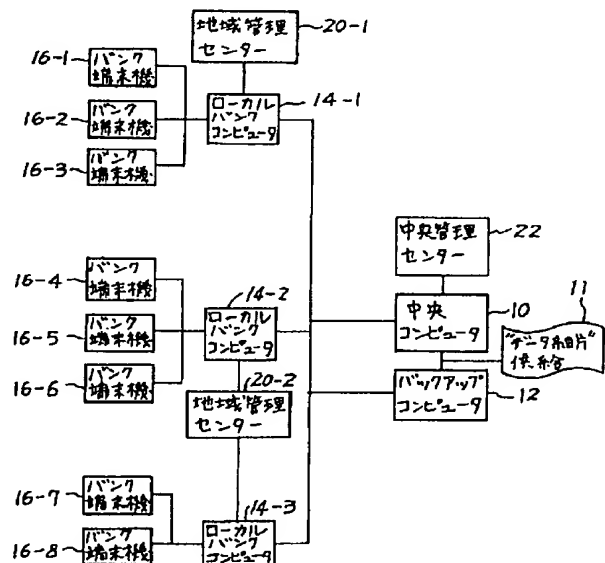 地域管理
センター
20-1
16-1
バンク
端末機
16-2
バンク
端末機
16-3
バンク
端末機
ローカル
バンク
コンピュータ
14-1
中央管理
センター
22
16-4
バンク
端末機
16-5
バンク
端末機
16-6
バンク
端末機
14-2
ローカル
バンク
コンピュータ
中央
コンピュータ
10
11
"データ細片"
供給
バックアップ
コンピュータ
12
20-2
地域管理
センター
16-7
バンク
端末機
16-8
バンク
端末機
14-3
ローカル
バンク
コンピュータ